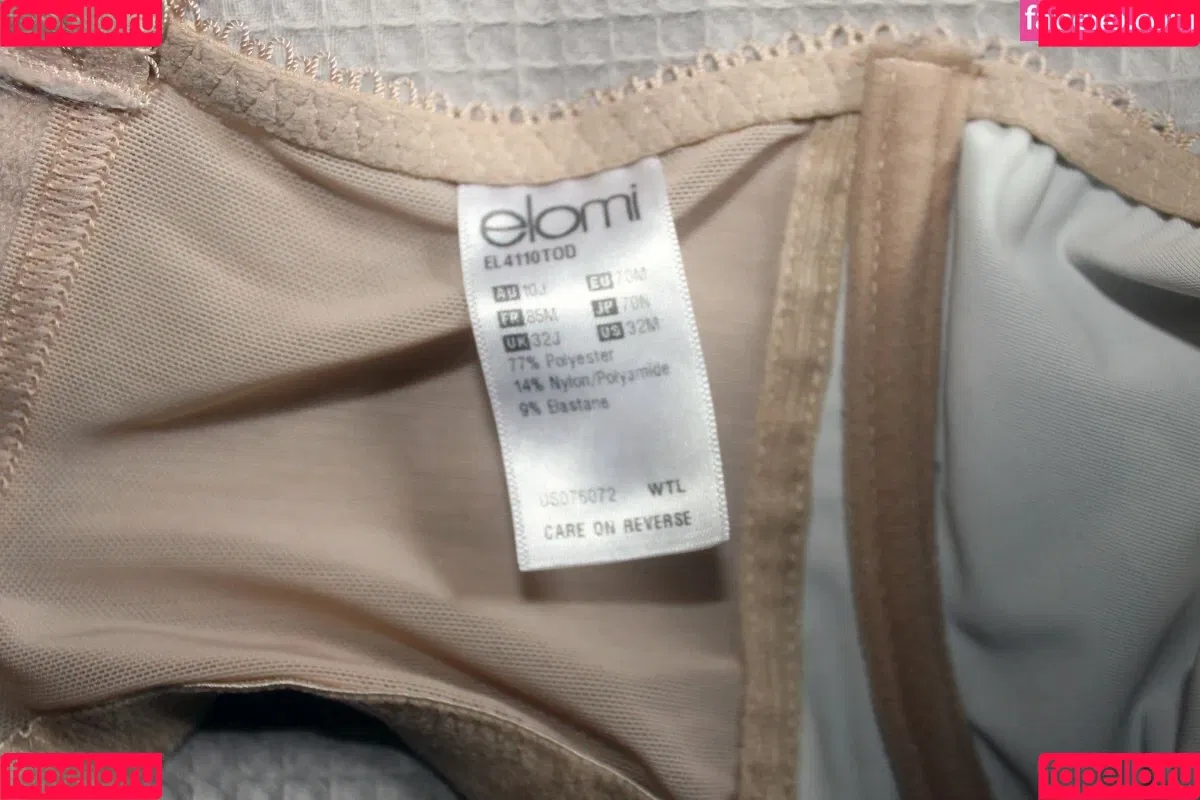 fapello.ru
fapello.ru
elomi
EL4110TOD
AU 10J EU 70M
FR 85M JP 70N
UK 32J US 32M
77% Polyester
14% Nylon/Polyamide
9% Elastane
US075072 WTL
CARE ON REVERSE
fapello.ru
fapello.ru